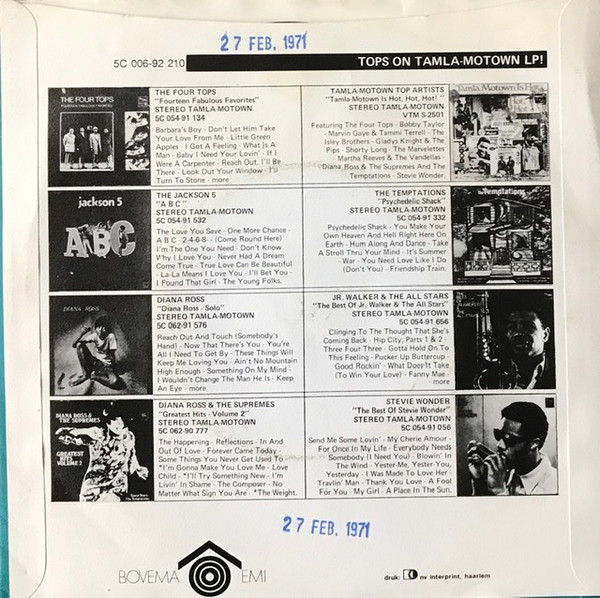 27 FEB. 1971
5C 006-92 210
TOPS ON TAMLA-MOTOWN LP!
THE FOUR TOPS
THE FOUR TOPS
"Fourteen Fabulous Favorites"
STEREO TAMLA-MOTOWN
5C 054-91 134
Barbara's Boy - Don't Let Him Take
Your Love From Me - Little Green
Apples - I Got a Feeling - What Is A
Man - Baby I Need Your Lovin' - If I
Were A Carpenter - Reach Out, I'll Be
There - Look Out Your Window - I'll
Turn To Stone - more
TAMLA-MOTOWN TOP ARTISTS
"Tamla-Motown Is Hot, Hot, Hot!"
STEREO TAMLA-MOTOWN
VTM S-2501
Featuring The Four Tops - Bobby Taylor
- Marvin Gaye & Tammi Terrell - The
Isley Brothers - Gladys Knight & The
Pips - Shorty Long - The Marvelettes
- Martha Reeves & The Vandellas -
Diana Ross & The Supremes And The
Temptations - Stevie Wonder.
Tamla Motown Is Hot
jackson 5
ABC
THE JACKSON 5
"A B C"
STEREO TAMLA-MOTOWN
5C 054-91 532
The Love You Save - One More Chance -
A B C - 2-4-6-8- - (Come Round Here)
I'm The One You Need - Don't Know
Why I Love You - Never Had A Dream
Come True - True Love Can Be Beautiful
- La-La Means I Love You - I'll Bet You -
I Found That Girl - The Young Folks.
THE TEMPTATIONS
"Psychedelic Shack"
STEREO TAMLA-MOTOWN
5C 054-91 332
Psychedelic Shack - You Make Your
Own Heaven And Hell Right Here On
Earth - Hum Along And Dance - Take
A Stroll Thru Your Mind - It's Summer
- War - You Need Love Like I Do
(Don't You) - Friendship Train.
Temptations
DIANA ROSS
DIANA ROSS
"Diana Ross - Solo"
STEREO TAMLA-MOTOWN
5C 062-91 576
Reach Out And Touch (Somebody's
Hand) - Now That There's You - You're
All I Need To Get By - These Things Will
Keep Me Loving You - Ain't No Mountain
High Enough - Something On My Mind -
I Wouldn't Change The Man He Is - Keep
An Eye - more
JR. WALKER & THE ALL STARS
"The Best Of Jr. Walker & The All Stars"
STEREO TAMLA-MOTOWN
5C 054-91 656
Clinging To The Thought That She's
Coming Back - Hip City, Parts 1 & 2 -
Three Four Three - Gotta Hold On To
This Feeling - Pucker Up Buttercup -
Good Rockin' - What Does It Take
(To Win Your Love) - Fanny Mae -
more
DIANA ROSS &
THE SUPREMES
GREATEST
HITS
VOLUME 2
DIANA ROSS & THE SUPREMES
"Greatest Hits - Volume 2"
STEREO TAMLA-MOTOWN
5C 062-90 777
The Happening - Reflections - In And
Out Of Love - Forever Came Today -
Some Things You Never Get Used To -
*I'm Gonna Make You Love Me - Love
Child - *I'll Try Something New - I'm
Livin' In Shame - The Composer - No
Matter What Sign You Are - *The Weight.
STEVIE WONDER
"The Best Of Stevie Wonder"
STEREO TAMLA-MOTOWN
5C 054-91 056
Send Me Some Lovin' - My Cherie Amour -
For Once In My Life - Everybody Needs
Somebody (I Need You) - Blowin' In
The Wind - Yester-Me, Yester-You,
Yesterday - I Was Made To Love Her -
Travlin' Man - Thank You Love - A Fool
For You - My Girl - A Place In The Sun.
27 FEB. 1971
BOVEMA EMI
druk: nv interprint, haarlem